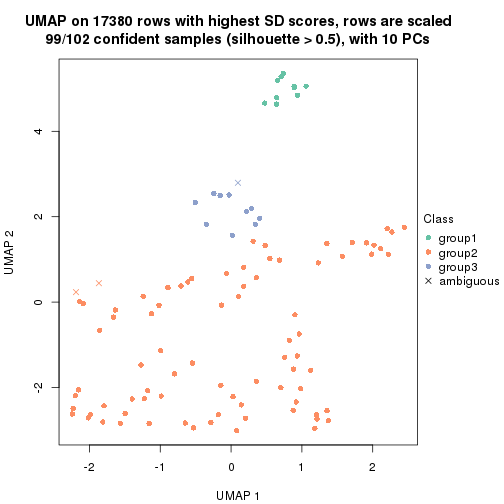 UMAP on 17380 rows with highest SD scores, rows are scaled
99/102 confident samples (silhouette > 0.5), with 10 PCs
4
2
0
-2
UMAP 2
-2 -1 0 1 2
UMAP 1
Class
group1
group2
group3
ambiguous